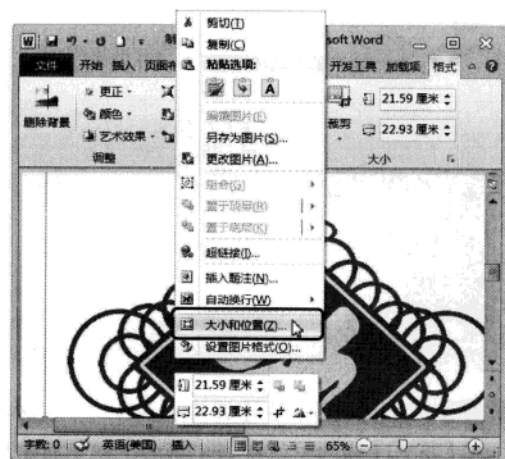 soft Word
文件 开始 插入 页面布 开发工具 加载项 格式
删除背景
更正
颜色
艺术效果
调整
裁剪
21.59 厘米
22.93 厘米
大小
剪切(T)
复制(C)
粘贴选项:
A
编辑图片(E)
另存为图片(S)...
更改图片(A)...
组合(G)
置于顶层(R)
置于底层(K)
超链接(I)...
插入题注(N)...
自动换行(W)
大小和位置(Z)...
设置图片格式(O)...
21.59 厘米
22.93 厘米
字数: 0 英语(美国) 插入 65%